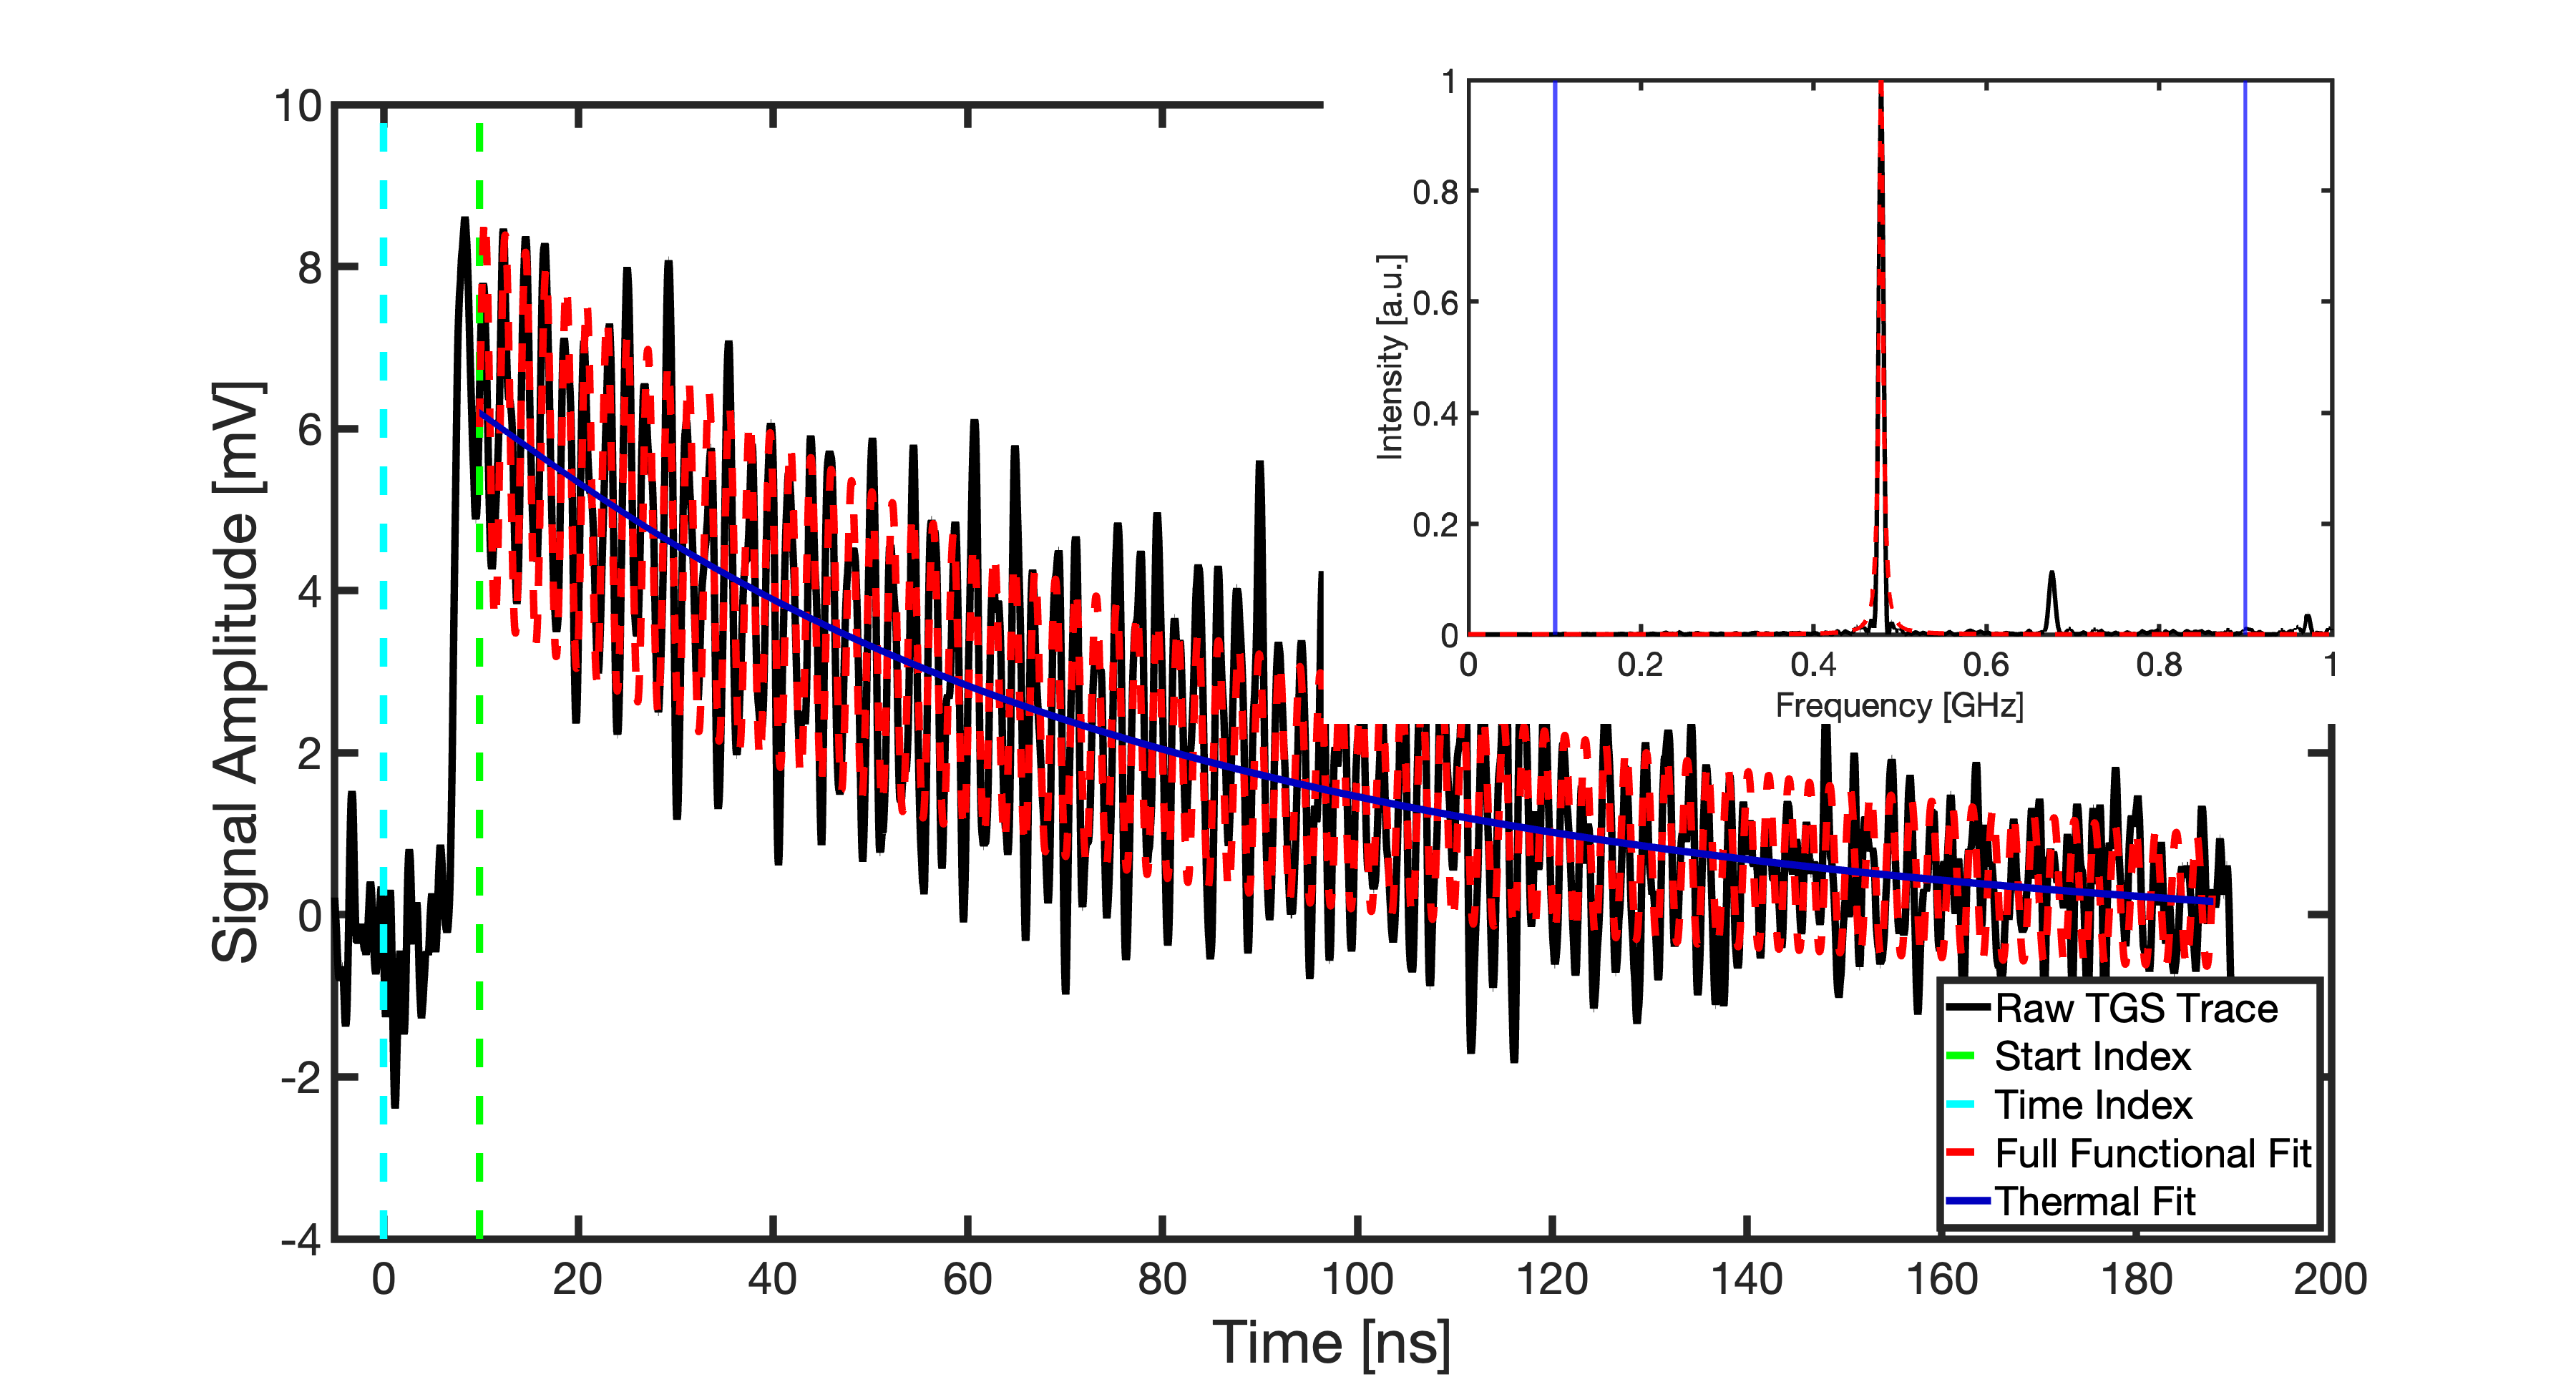 10
8
6
4
2
0
-2
-4
Signal Amplitude [mV]
0 20 40 60 80 100 120 140 160 180 200
Time [ns]
1
0.8
0.6
0.4
0.2
0
Intensity [a.u.]
0 0.2 0.4 0.6 0.8 1
Frequency [GHz]
Raw TGS Trace
Start Index
Time Index
Full Functional Fit
Thermal Fit